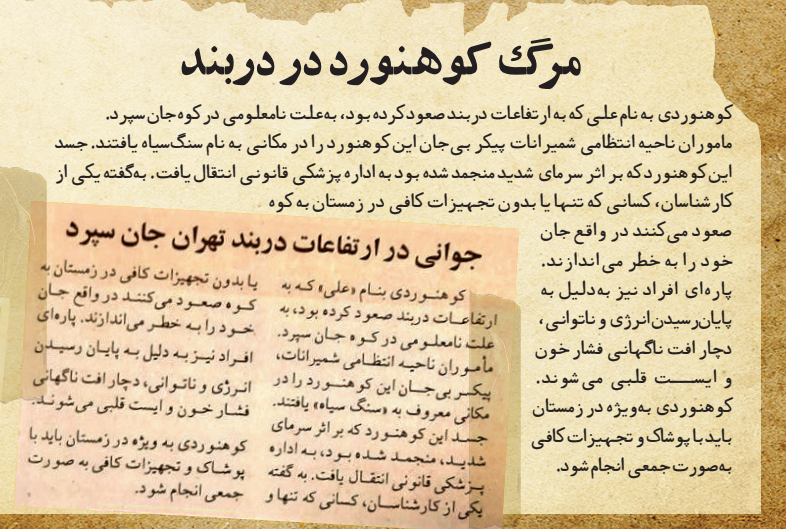 مرگ کوهنورد در دربند
کوهنوردی به نام علی که به ارتفاعات دربند صعود کرده بود، به‌علت نامعلومی در کوه جان سپرد.
ماموران ناحیه انتظامی شمیرانات پیکر بی‌جان این کوهنورد را در مکانی به نام سنگ‌سیاه یافتند. جسد
این کوهنورد که بر اثر سرمای شدید منجمد شده بود به اداره پزشکی قانونی انتقال یافت. به‌گفته یکی از
کارشناسان، کسانی که تنها یا بدون تجهیزات کافی در زمستان به کوه
صعود می‌کنند در واقع جان
خود را به خطر می‌اندازند.
پاره‌ای افراد نیز به‌دلیل به
پایان‌رسیدن انرژی و ناتوانی،
دچار افت ناگهانی فشار خون
و ایست قلبی می‌شوند.
کوهنوردی به‌ویژه در زمستان
باید با پوشاک و تجهیزات کافی
به‌صورت جمعی انجام شود.
جوانی در ارتفاعات دربند تهران جان سپرد
کوهنوردی بنام «علی» که به
ارتفاعات دربند صعود کرده بود، به
علت نامعلومی در کوه جان سپرد.
مأموران ناحیه انتظامی شمیرانات،
پیکر بی‌جان این کوهنورد را در
مکانی معروف به «سنگ سیاه» یافتند.
جسد این کوهنورد که بر اثر سرمای
شدید، منجمد شده بود، به اداره
پزشکی قانونی انتقال یافت. به گفته
یکی از کارشناسان، کسانی که تنها و
یا بدون تجهیزات کافی در زمستان به
کوه صعود می‌کنند در واقع جان
خود را به خطر می‌اندازند. پاره‌ای
افراد نیز به دلیل به پایان رسیدن
انرژی و ناتوانی، دچار افت ناگهانی
فشار خون و ایست قلبی می‌شوند.
کوهنوردی به ویژه در زمستان باید با
پوشاک و تجهیزات کافی به صورت
جمعی انجام شود.